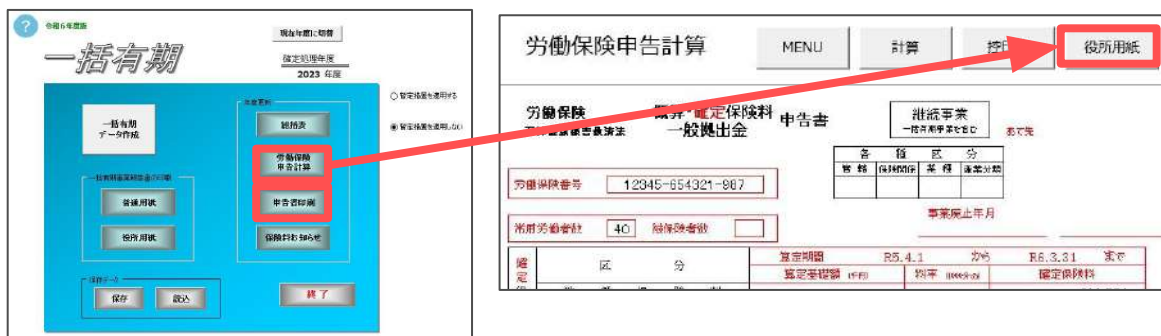 ?
令和6年度版
一括有期
現在年度に切替
確定処理年度
2023 年度
一括有期
データ作成
年度更新
総括表
労働保険
申告計算
申告書印刷
保険料お知らせ
暫定措置を適用する
暫定措置を適用しない
普通用紙
役所用紙
保存データ
保存
読込
終了
労働保険申告計算
MENU
計算
役所用紙
労働保険
概算・確定保険料
一般拠出金
申告書
継続事業
一括有期事業を含む
あて先
各種区分
管轄
保険関係
業種
産業分類
労働保険番号
12345-654321-987
事業廃止年月
常用労働者数
40
被保険者数
区分
算定期間
R5.4.1
から
R6.3.31
まで
算定基礎額
料率
確定保険料